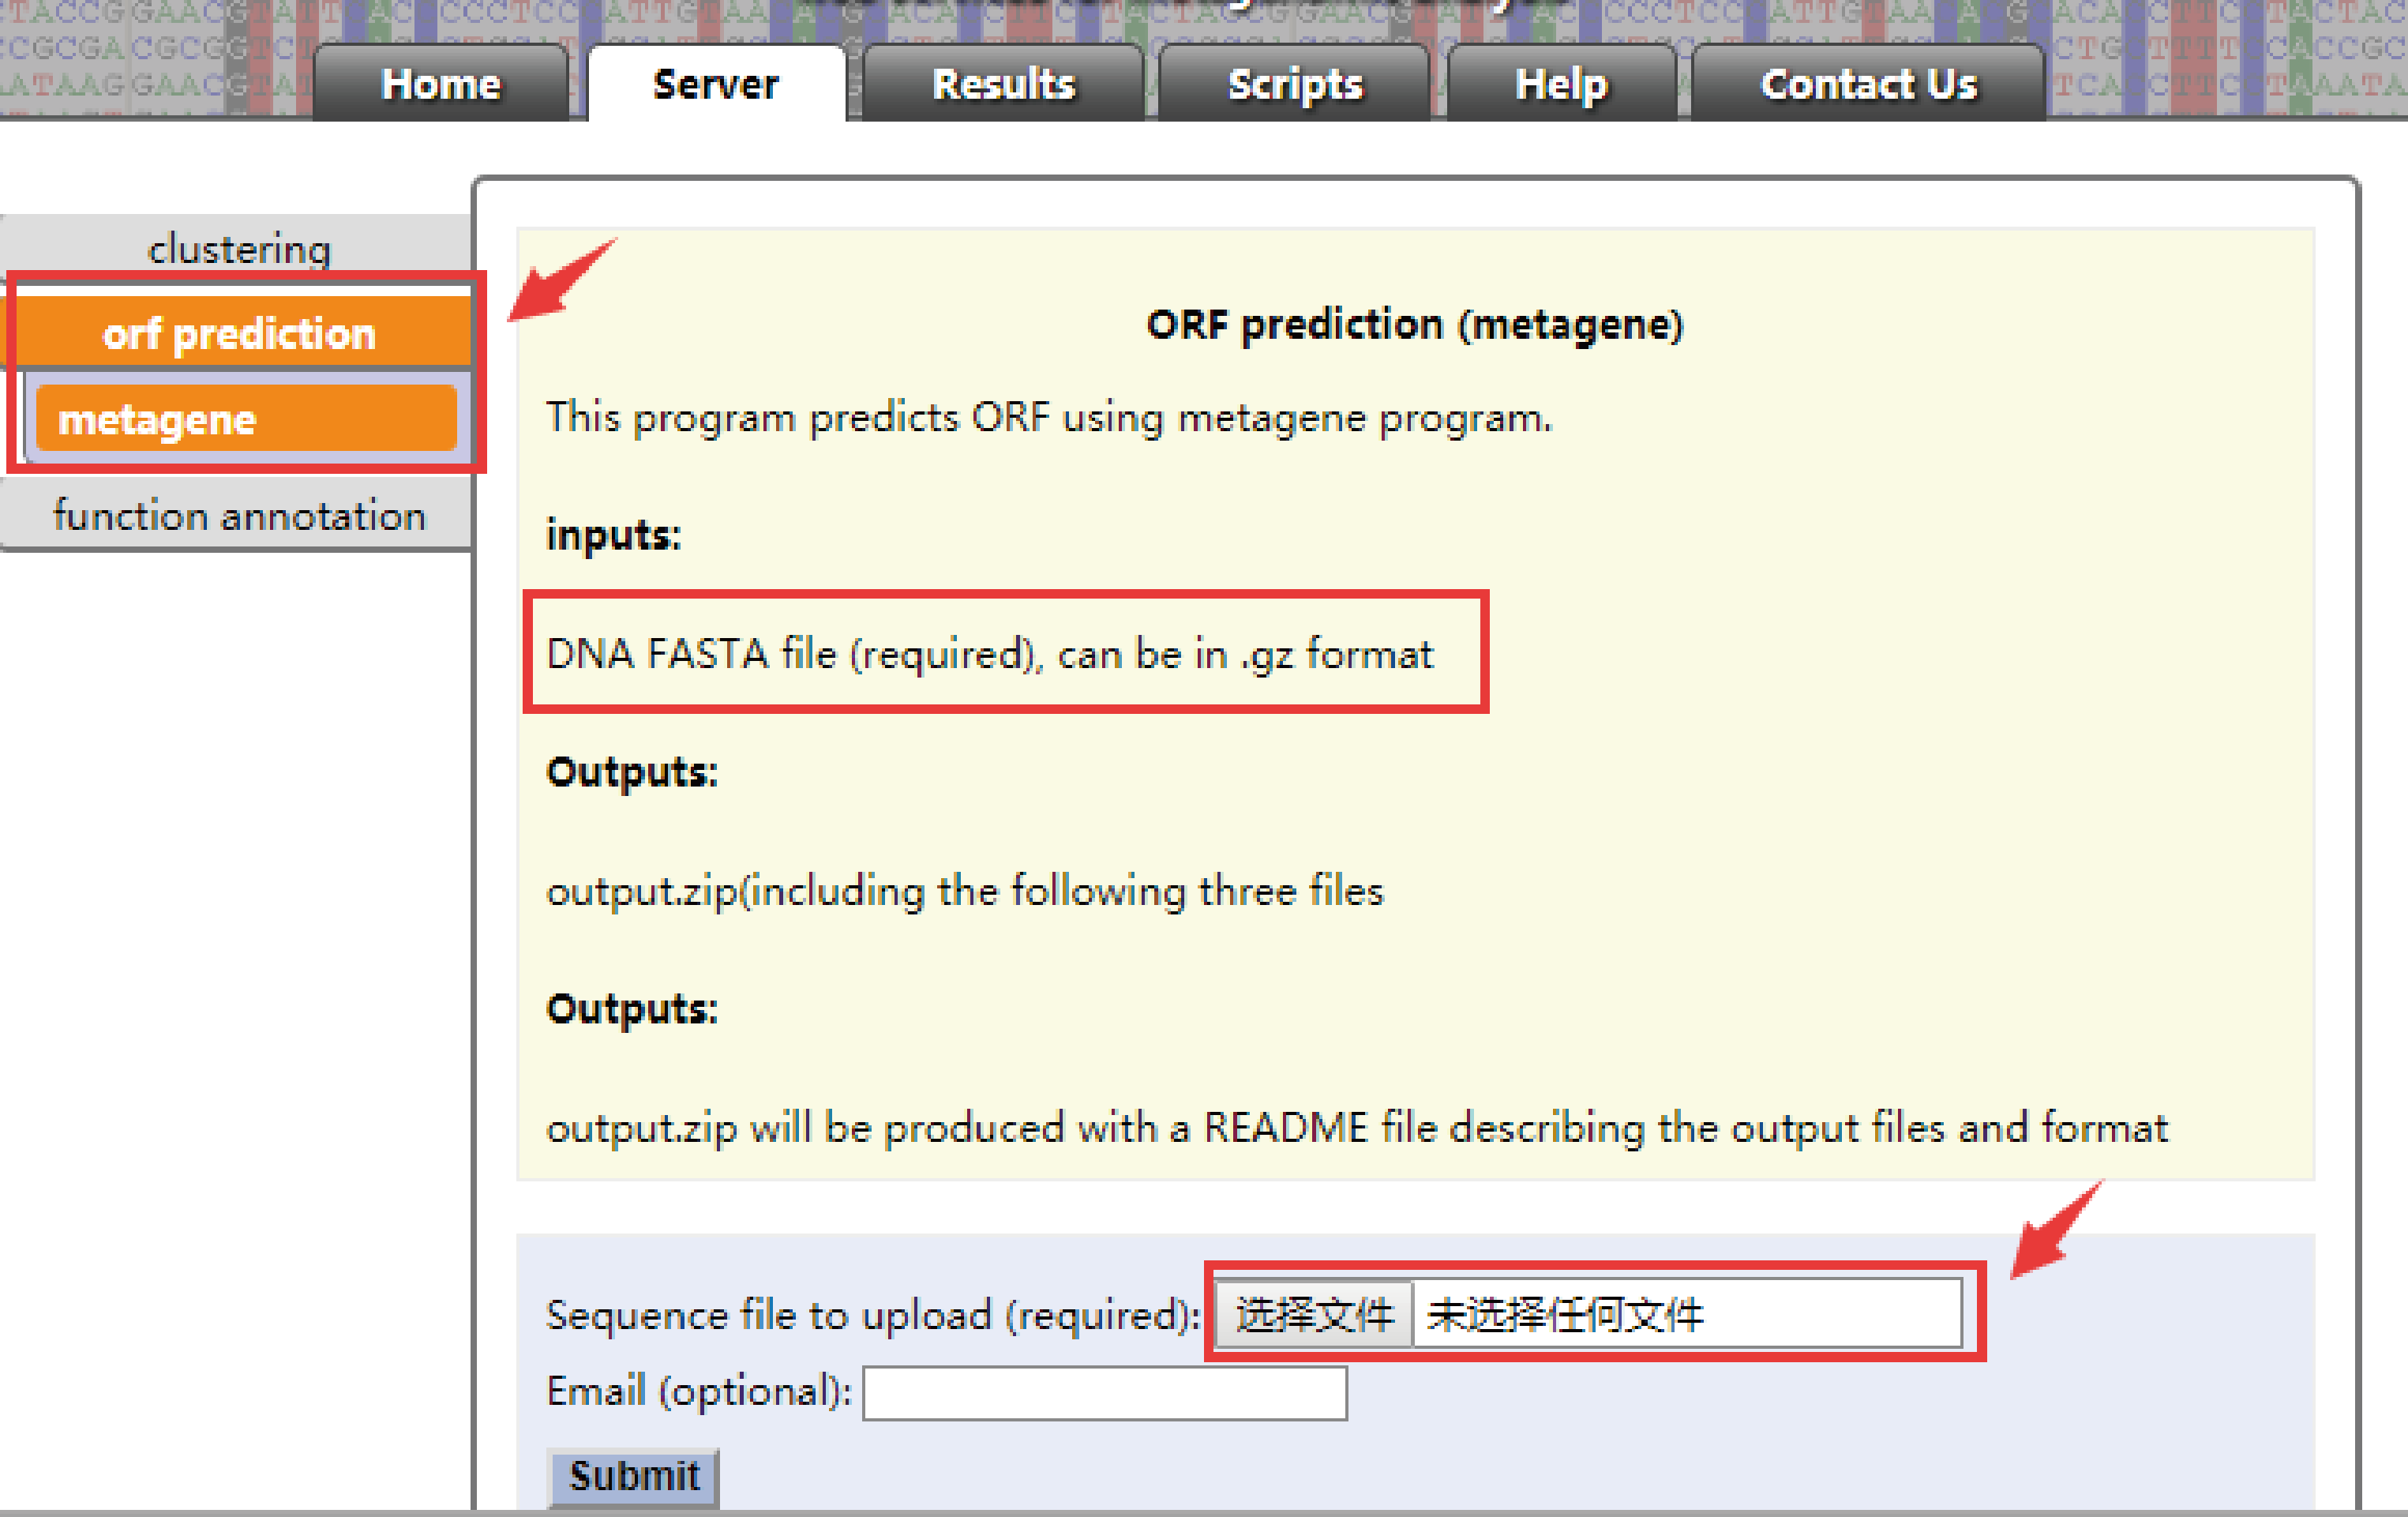 Home Server Results Scripts Help Contact Us
clustering
orf prediction
metagene
function annotation
ORF prediction (metagene)
This program predicts ORF using metagene program.
inputs:
DNA FASTA file (required), can be in .gz format
Outputs:
output.zip(including the following three files
Outputs:
output.zip will be produced with a README file describing the output files and format
Sequence file to upload (required): 选择文件 未选择任何文件
Email (optional):
Submit